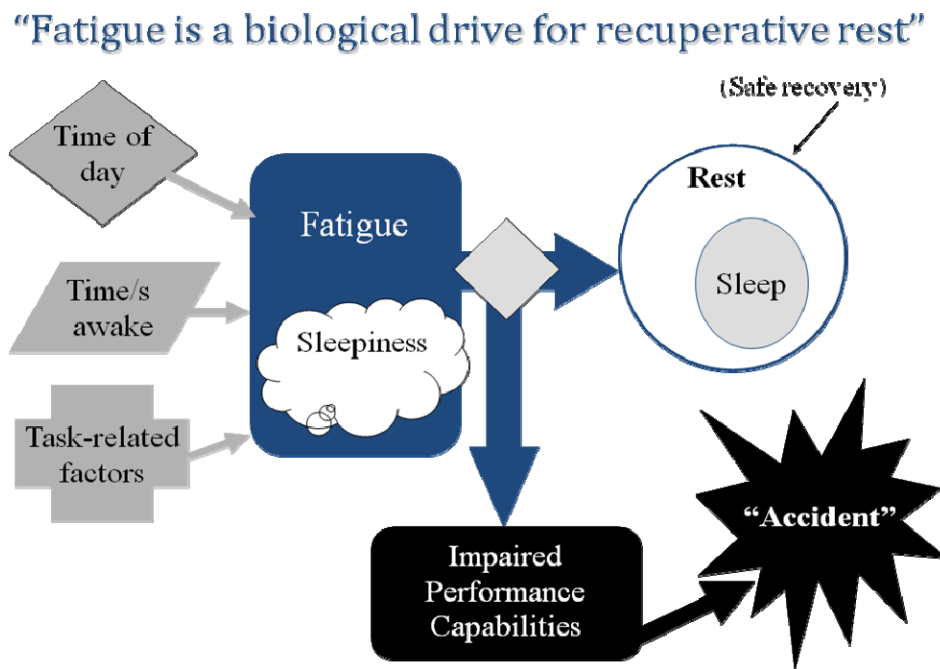 "Fatigue is a biological drive for recuperative rest"
(Safe recovery)
Time of
day
Rest
Fatigue
Sleep
Time/s
awake
Sleepiness
Task-related
factors
"Accident"
Impaired
Performance
Capabilities